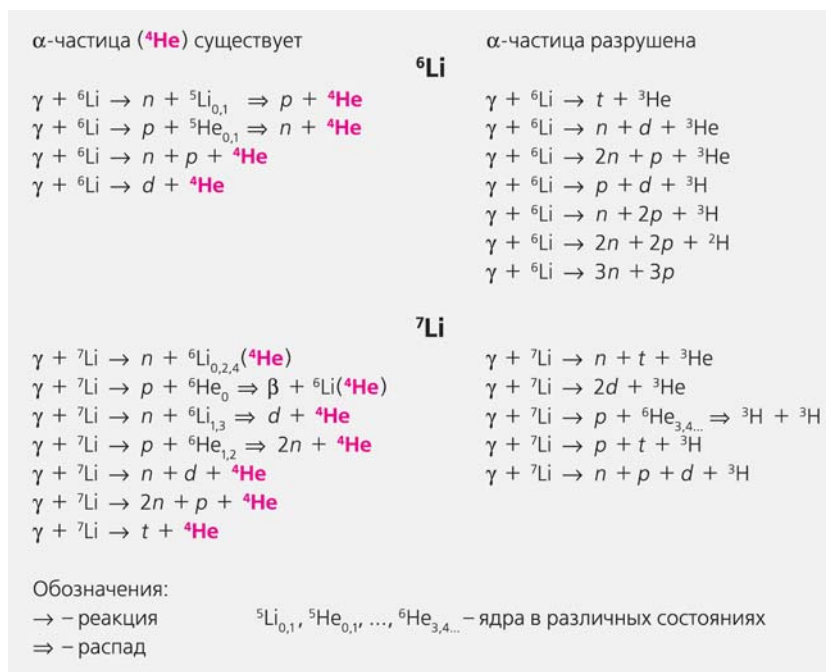 α-частица (⁴He) существует
α-частица разрушена
⁶Li
γ + ⁶Li → n + ⁵Li₀,₁ ⇒ p + ⁴He
γ + ⁶Li → p + ⁵He₀,₁ ⇒ n + ⁴He
γ + ⁶Li → n + p + ⁴He
γ + ⁶Li → d + ⁴He
γ + ⁶Li → t + ³He
γ + ⁶Li → n + d + ³He
γ + ⁶Li → 2n + p + ³He
γ + ⁶Li → p + d + ³H
γ + ⁶Li → n + 2p + ³H
γ + ⁶Li → 2n + 2p + ²H
γ + ⁶Li → 3n + 3p
⁷Li
γ + ⁷Li → n + ⁶Li₀,₂,₄(⁴He)
γ + ⁷Li → p + ⁶He₀ ⇒ β + ⁶Li(⁴He)
γ + ⁷Li → n + ⁶Li₁,₃ ⇒ d + ⁴He
γ + ⁷Li → p + ⁶He₁,₂ ⇒ 2n + ⁴He
γ + ⁷Li → n + d + ⁴He
γ + ⁷Li → 2n + p + ⁴He
γ + ⁷Li → t + ⁴He
γ + ⁷Li → n + t + ³He
γ + ⁷Li → 2d + ³He
γ + ⁷Li → p + ⁶He₃,₄... ⇒ ³H + ³H
γ + ⁷Li → p + t + ³H
γ + ⁷Li → n + p + d + ³H
Обозначения:
→ – реакция
⇒ – распад
⁵Li₀,₁, ⁵He₀,₁, ..., ⁶He₃,₄... – ядра в различных состояниях